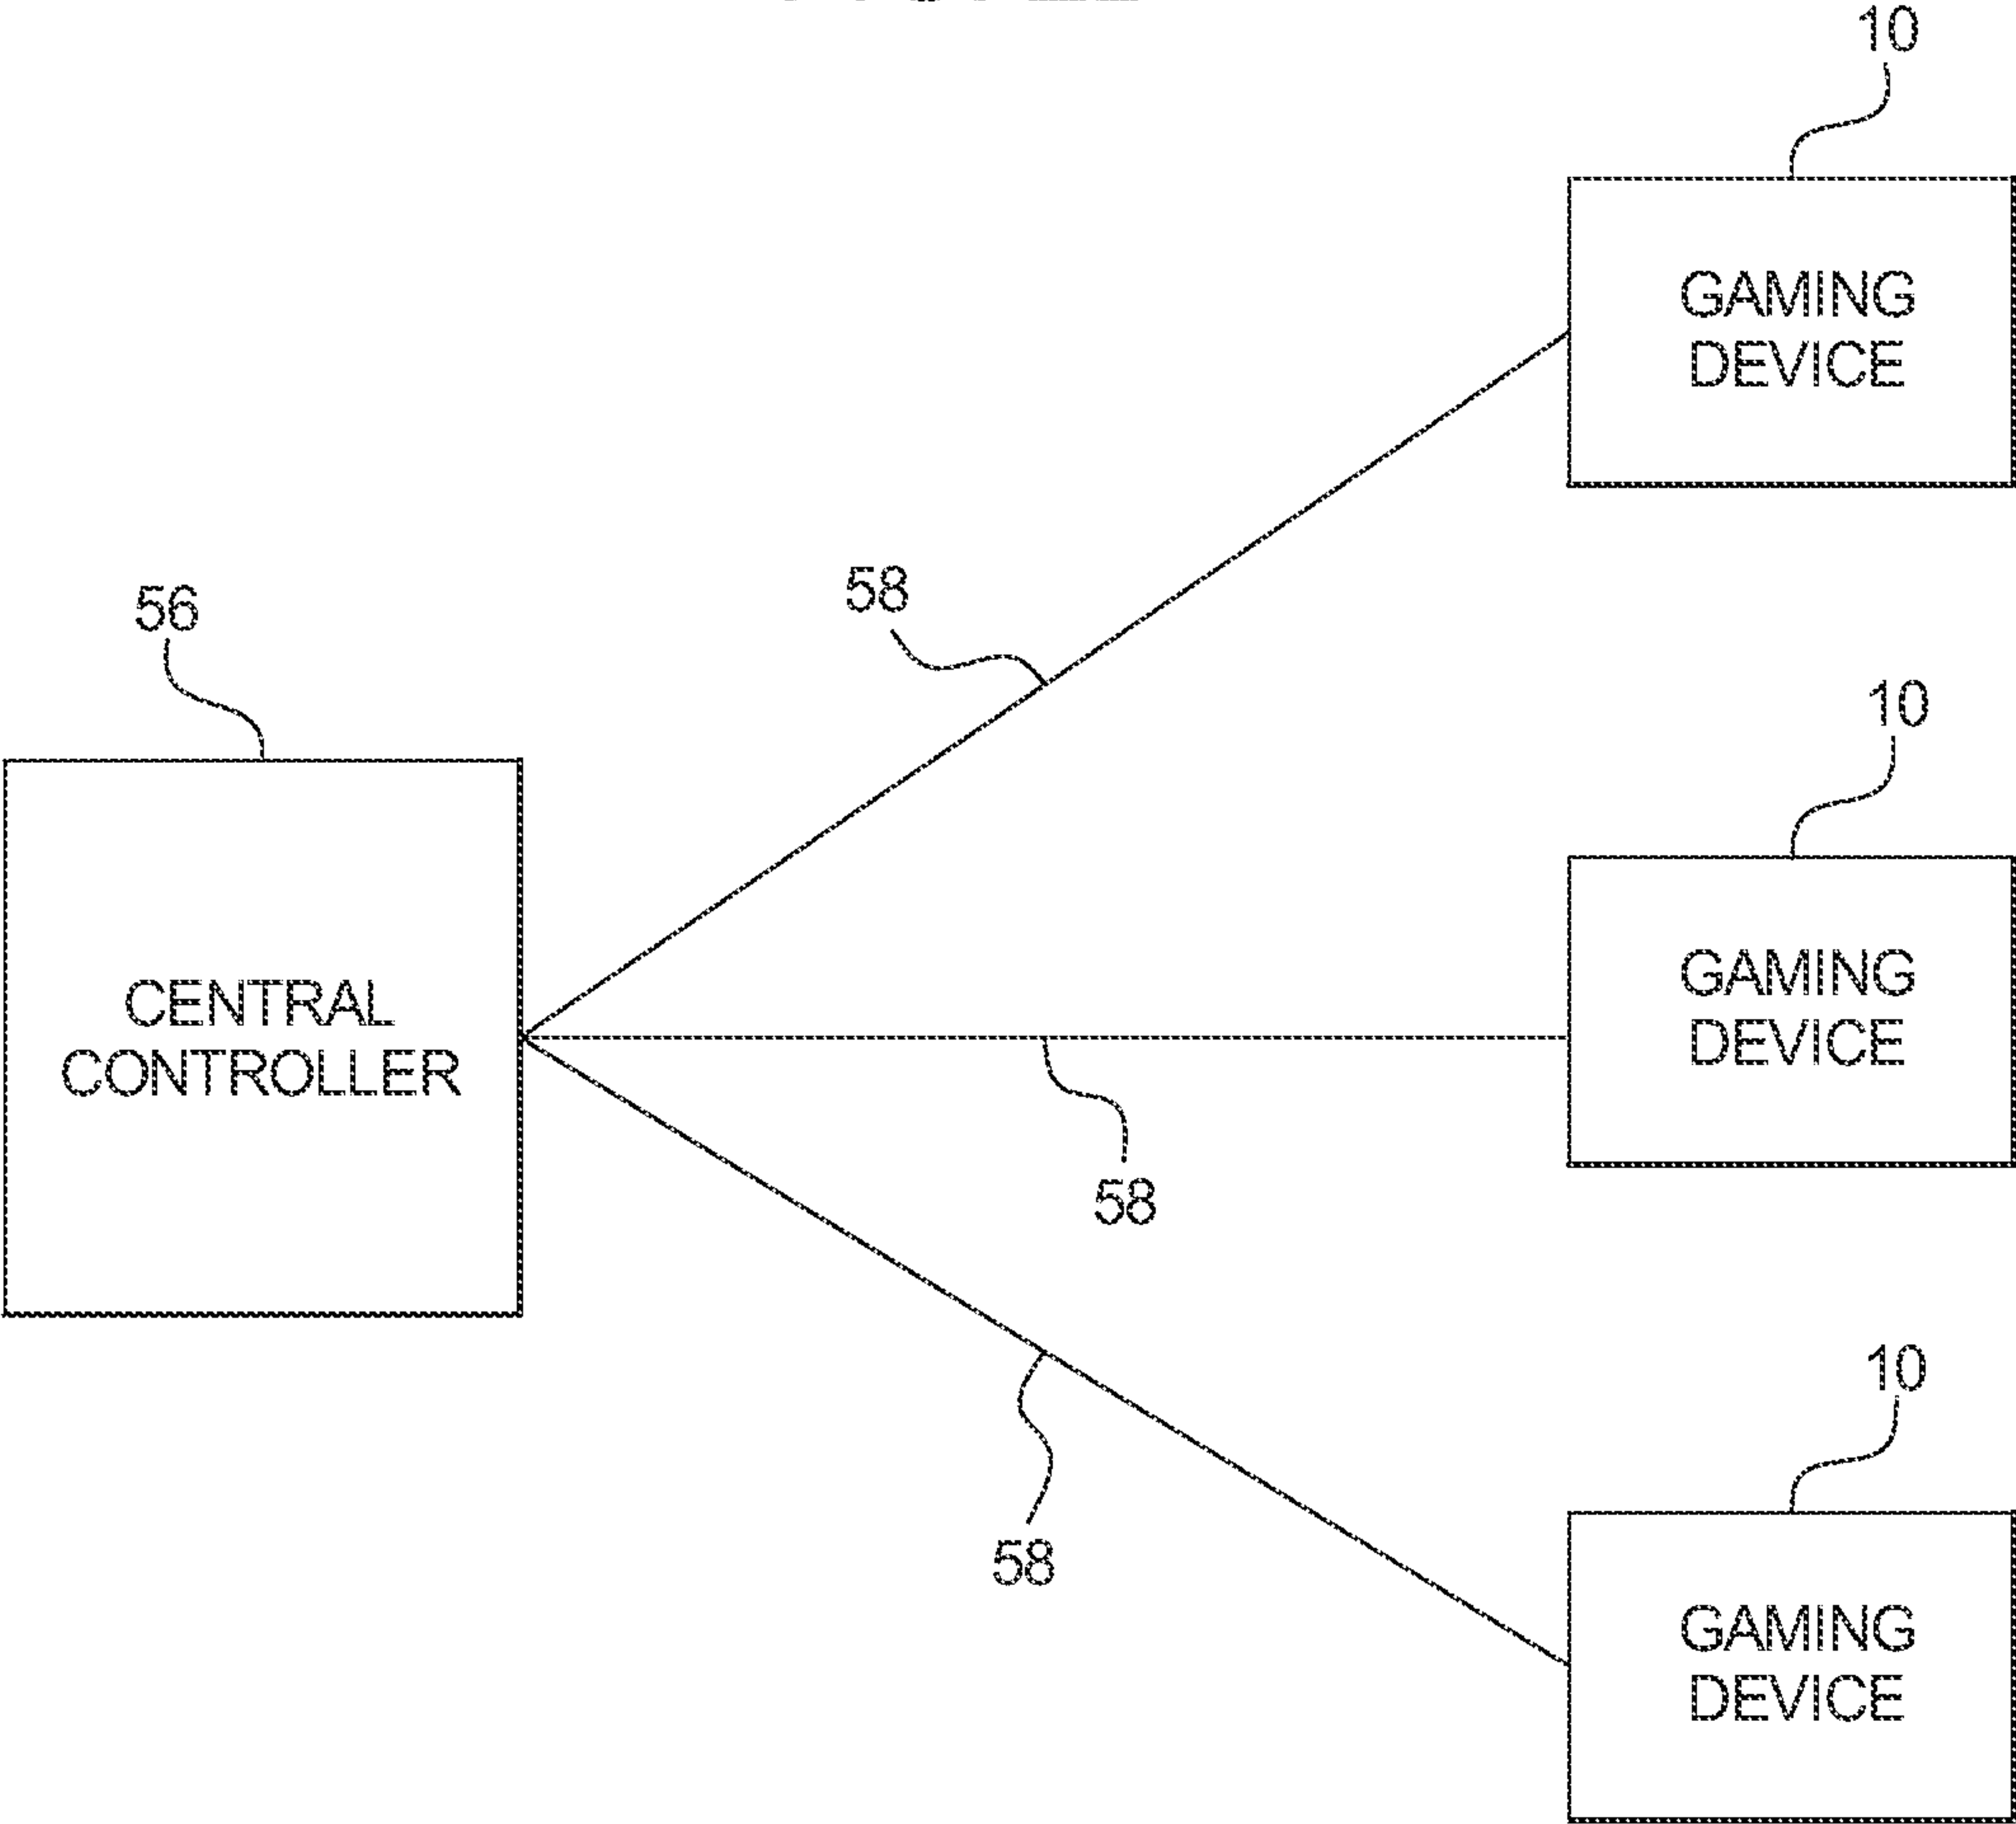 10
GAMING
DEVICE
58
56
10
CENTRAL
CONTROLLER
GAMING
DEVICE
58
10
58
GAMING
DEVICE